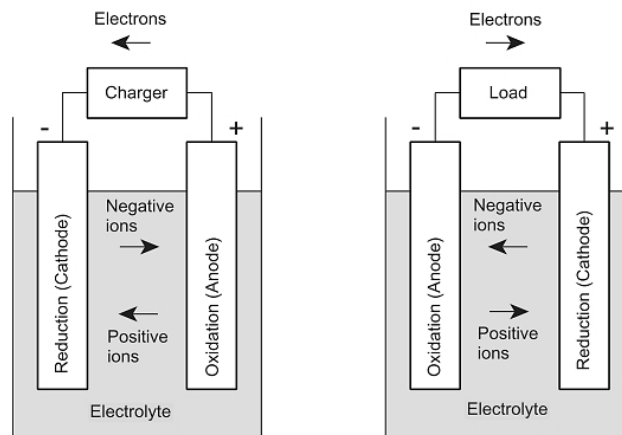 Electrons
Charger
-
+
Negative
ions
Positive
ions
Reduction (Cathode)
Oxidation (Anode)
Electrolyte
Electrons
Load
-
+
Negative
ions
Positive
ions
Oxidation (Anode)
Reduction (Cathode)
Electrolyte